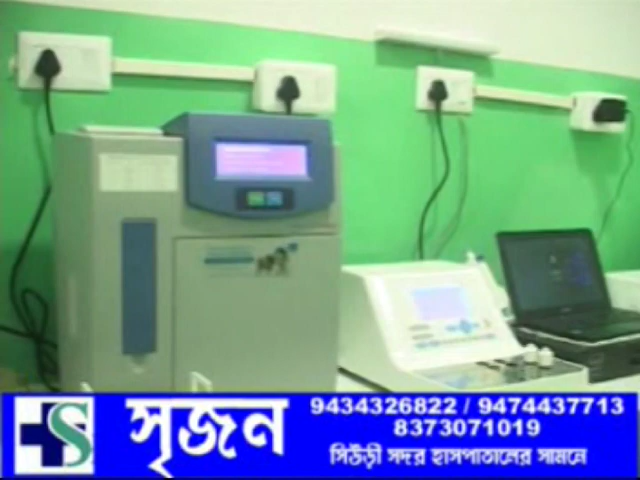 S
সৃজন
9434326822 / 9474437713
8373071019
সিউড়ী সদর হাসপাতালের সামনে